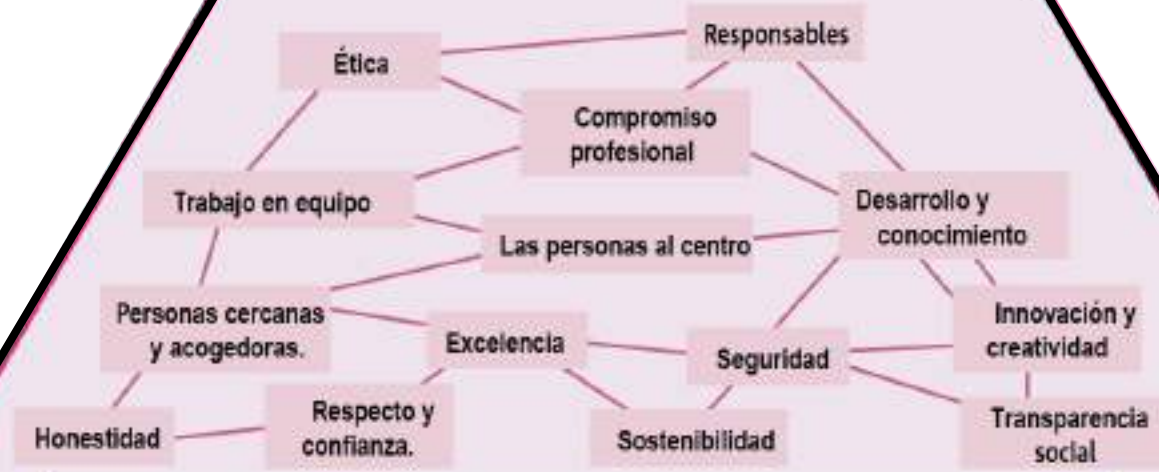 Responsables
Ética
Compromiso
profesional
Trabajo en equipo
Desarrollo y
conocimiento
Las personas al centro
Personas cercanas
y acogedoras.
Excelencia
Seguridad
Innovación y
creatividad
Honestidad
Respecto y
confianza.
Sostenibilidad
Transparencia
social